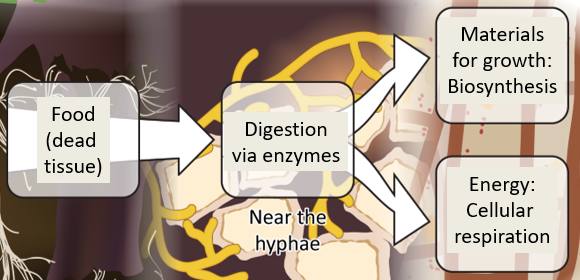 Food
(dead
tissue)
Digestion
via enzymes
Near the
hyphae
Materials
for growth:
Biosynthesis
Energy:
Cellular
respiration